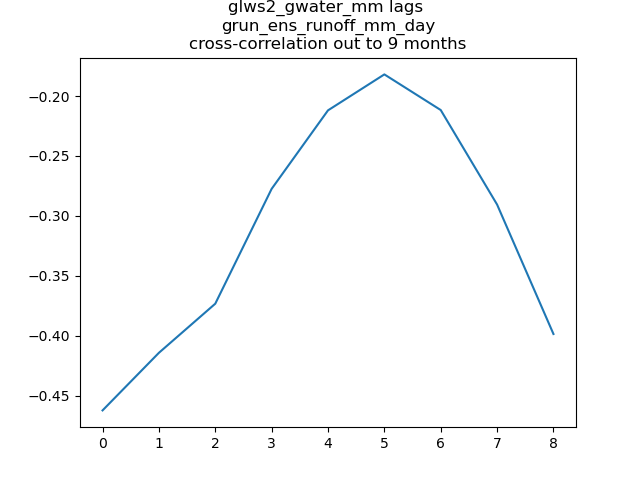 glws2_gwater_mm lags
grun_ens_runoff_mm_day
cross-correlation out to 9 months
−0.20
−0.25
−0.30
−0.35
−0.40
−0.45
0 1 2 3 4 5 6 7 8